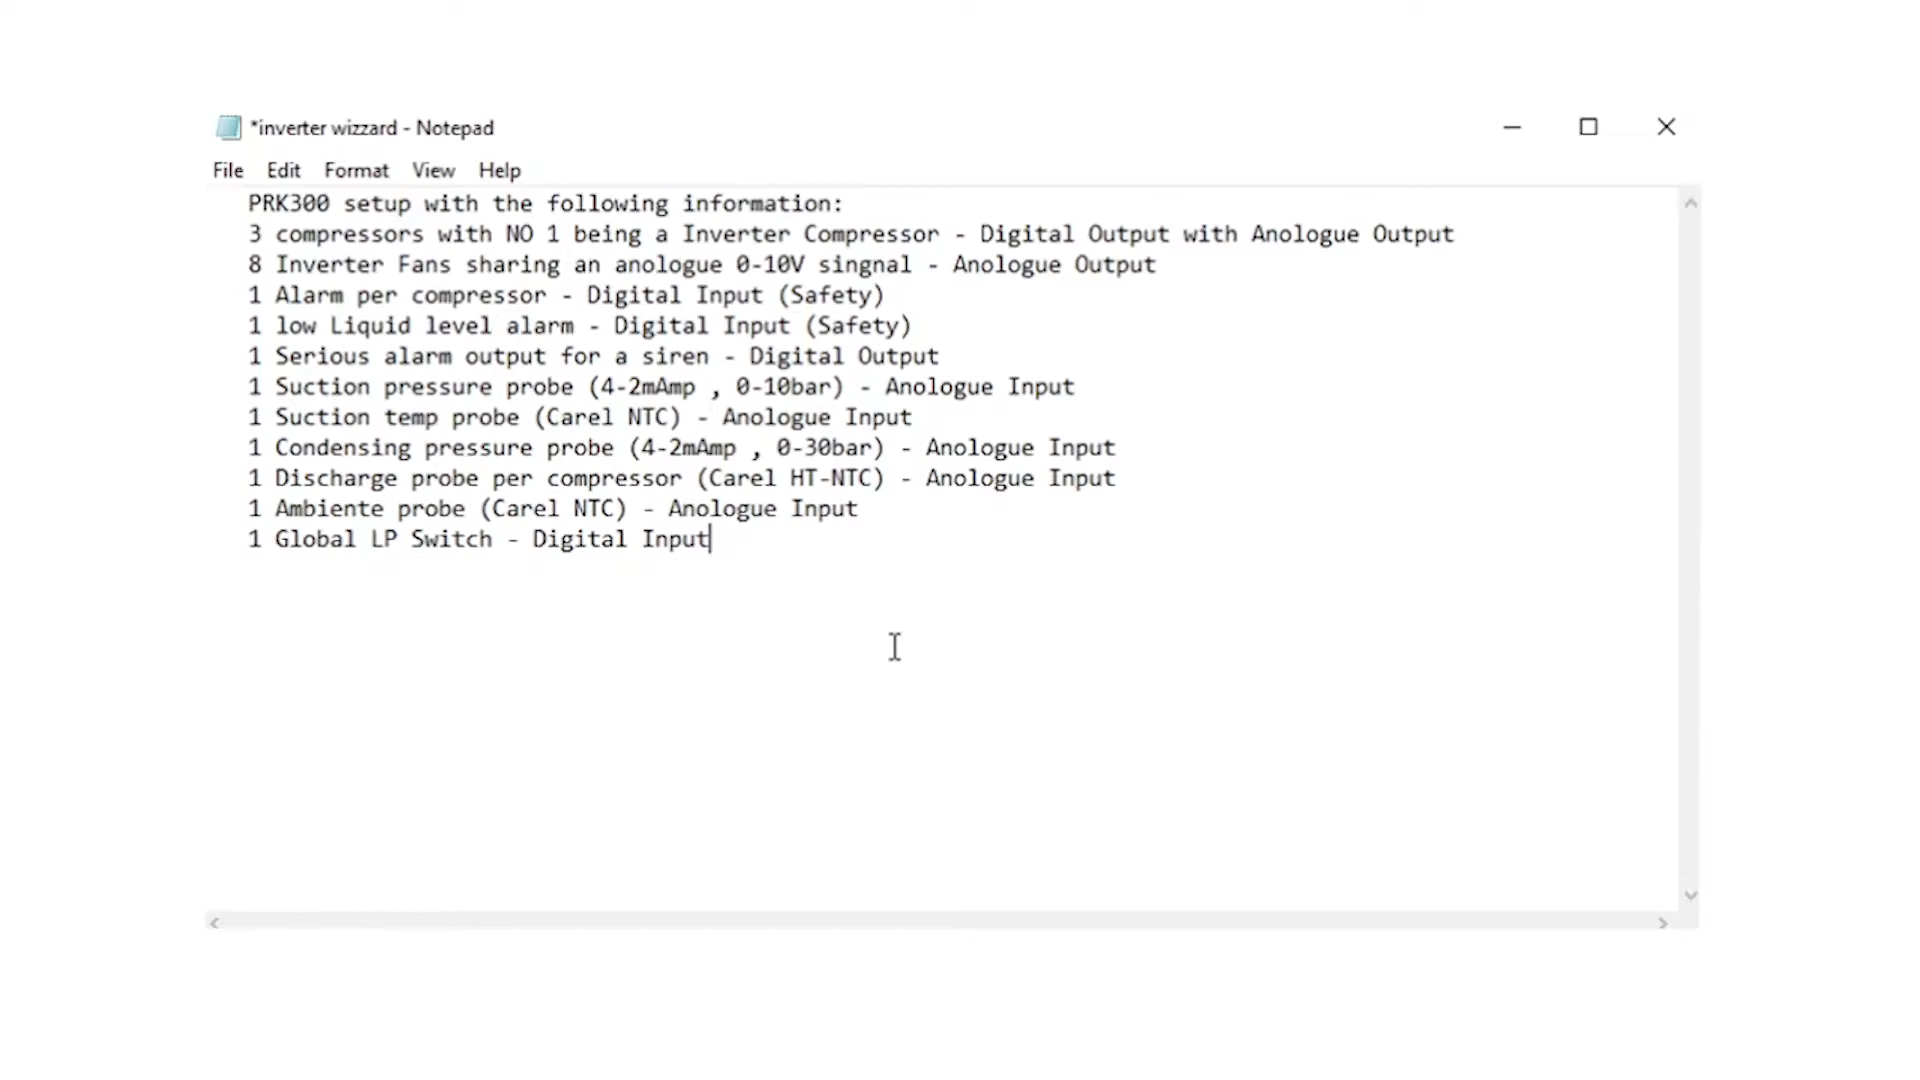 *inverter wizzard - Notepad
File Edit Format View Help
PRK300 setup with the following information:
3 compressors with NO 1 being a Inverter Compressor - Digital Output with Anologue Output
8 Inverter Fans sharing an anologue 0-10V singnal - Anologue Output
1 Alarm per compressor - Digital Input (Safety)
1 low Liquid level alarm - Digital Input (Safety)
1 Serious alarm output for a siren - Digital Output
1 Suction pressure probe (4-2mAmp , 0-10bar) - Anologue Input
1 Suction temp probe (Carel NTC) - Anologue Input
1 Condensing pressure probe (4-2mAmp , 0-30bar) - Anologue Input
1 Discharge probe per compressor (Carel HT-NTC) - Anologue Input
1 Ambiente probe (Carel NTC) - Anologue Input
1 Global LP Switch - Digital Input